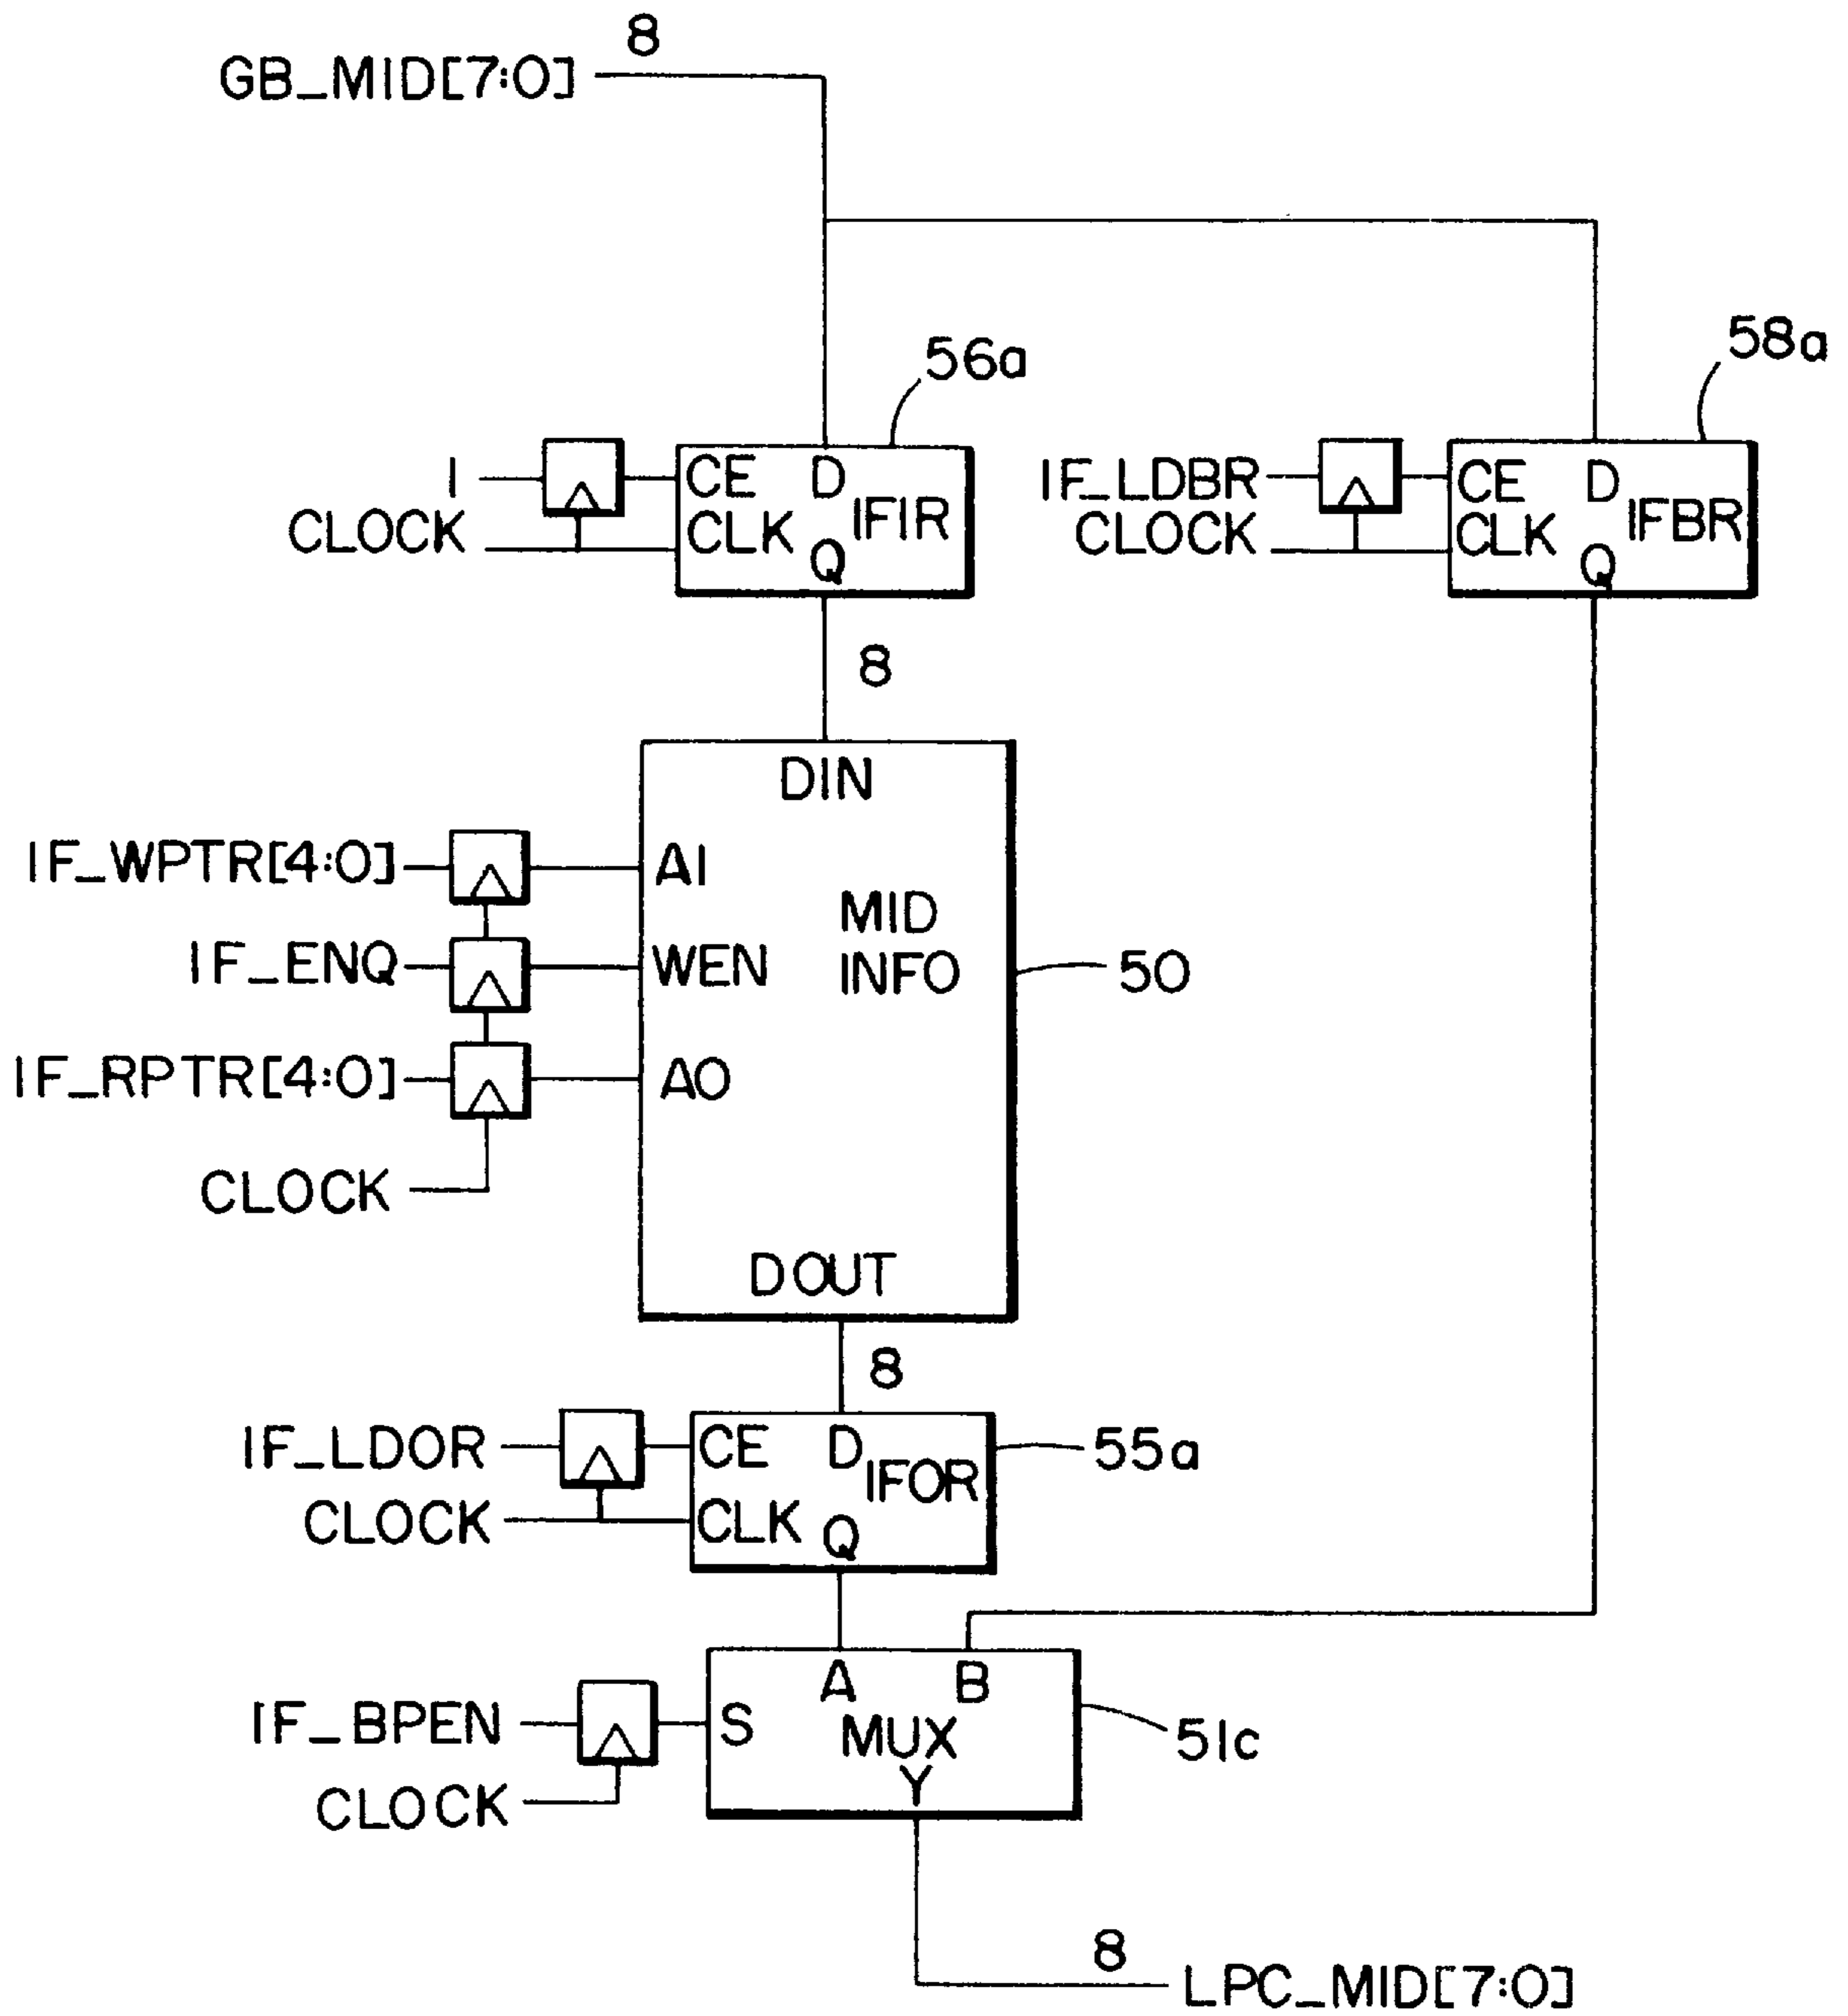 8
GB_MID[7:0]
56a
58a
1
CLOCK
CE D
IFIR
CLK
Q
IF_LDBR
CLOCK
CE D
IFBR
CLK
Q
8
DIN
IF_WPTR[4:0]
AI
MID
INFO
IF_ENQ
WEN
50
IF_RPTR[4:0]
AO
CLOCK
DOUT
8
IF_LDOR
CE D
IFOR
55a
CLOCK
CLK
Q
A B
IF_BPEN
S
MUX
51c
Y
CLOCK
8
LPC_MID[7:0]